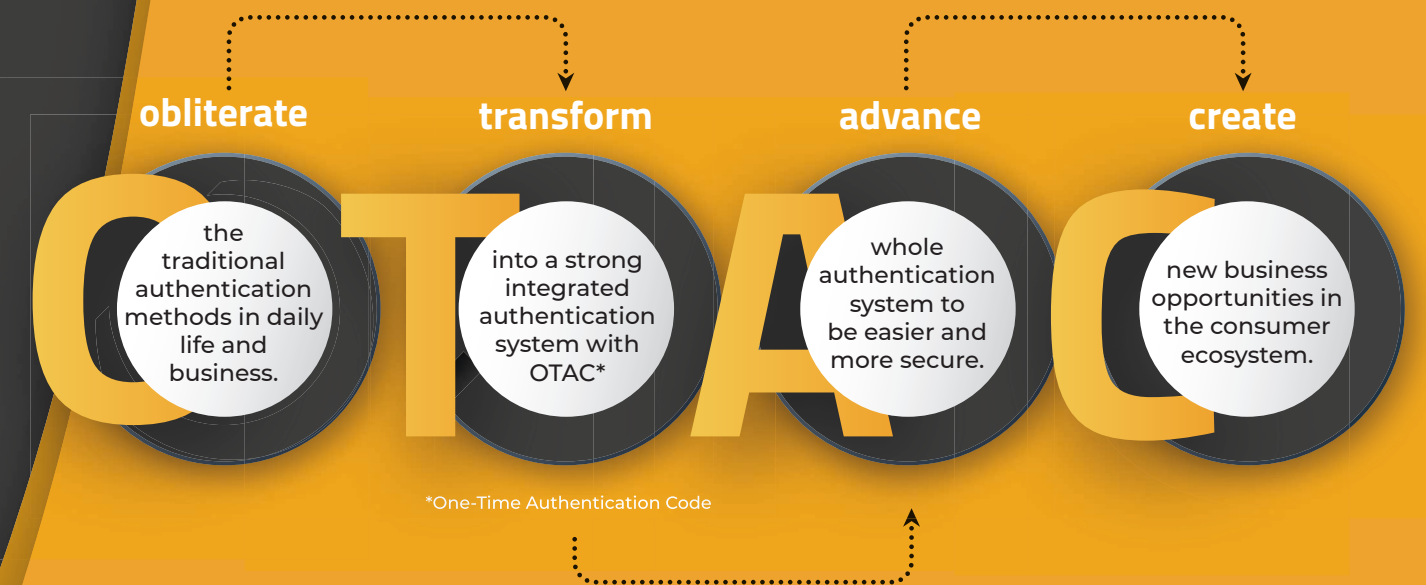 obliterate
O
the
traditional
authentication
methods in daily
life and
business.
transform
T
into a strong
integrated
authentication
system with
OTAC*
*One-Time Authentication Code
advance
A
whole
authentication
system to
be easier and
more secure.
create
C
new business
opportunities in
the consumer
ecosystem.